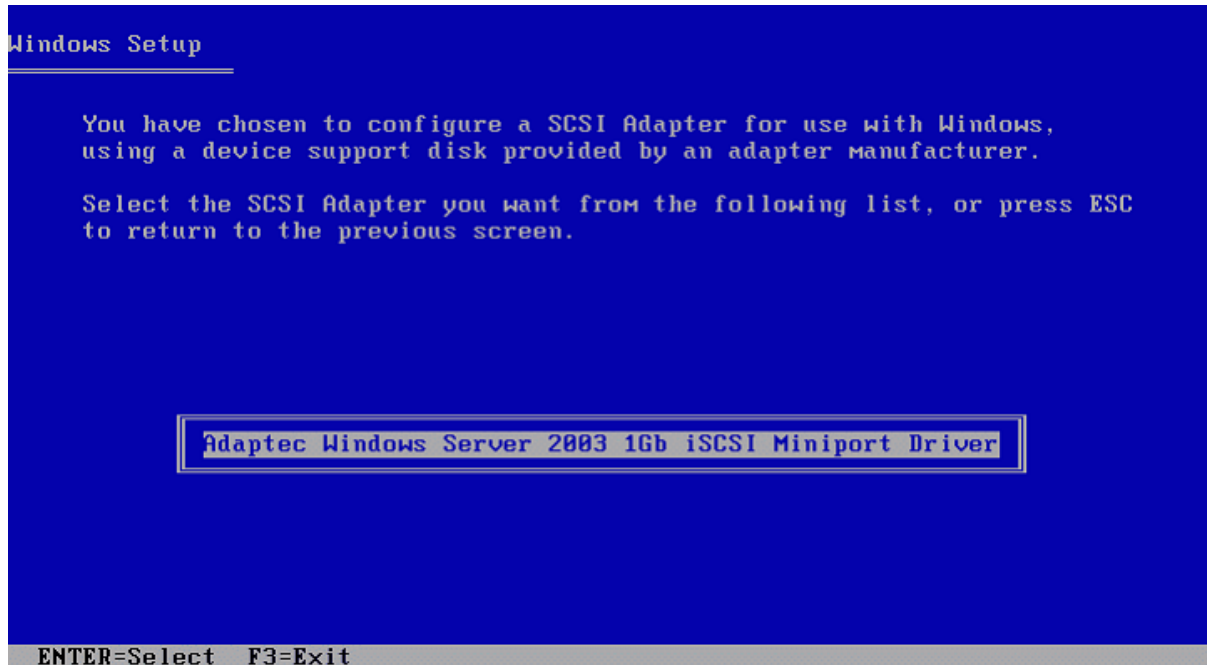 Windows Setup
You have chosen to configure a SCSI Adapter for use with Windows,
using a device support disk provided by an adapter manufacturer.
Select the SCSI Adapter you want from the following list, or press ESC
to return to the previous screen.
Adaptec Windows Server 2003 1Gb iSCSI Miniport Driver
ENTER=Select F3=Exit